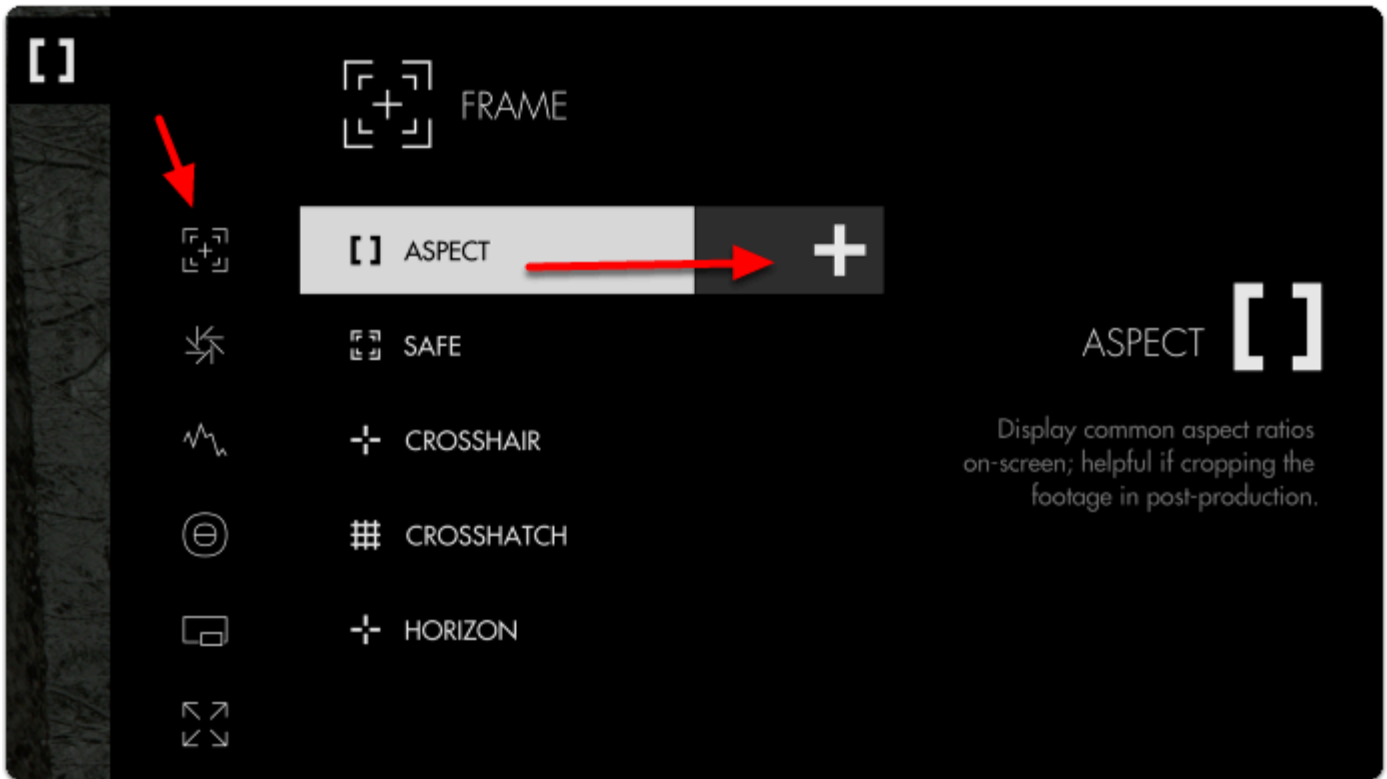 FRAME
ASPECT
SAFE
CROSSHAIR
CROSSHATCH
HORIZON
ASPECT
Display common aspect ratios
on-screen; helpful if cropping the
footage in post-production.